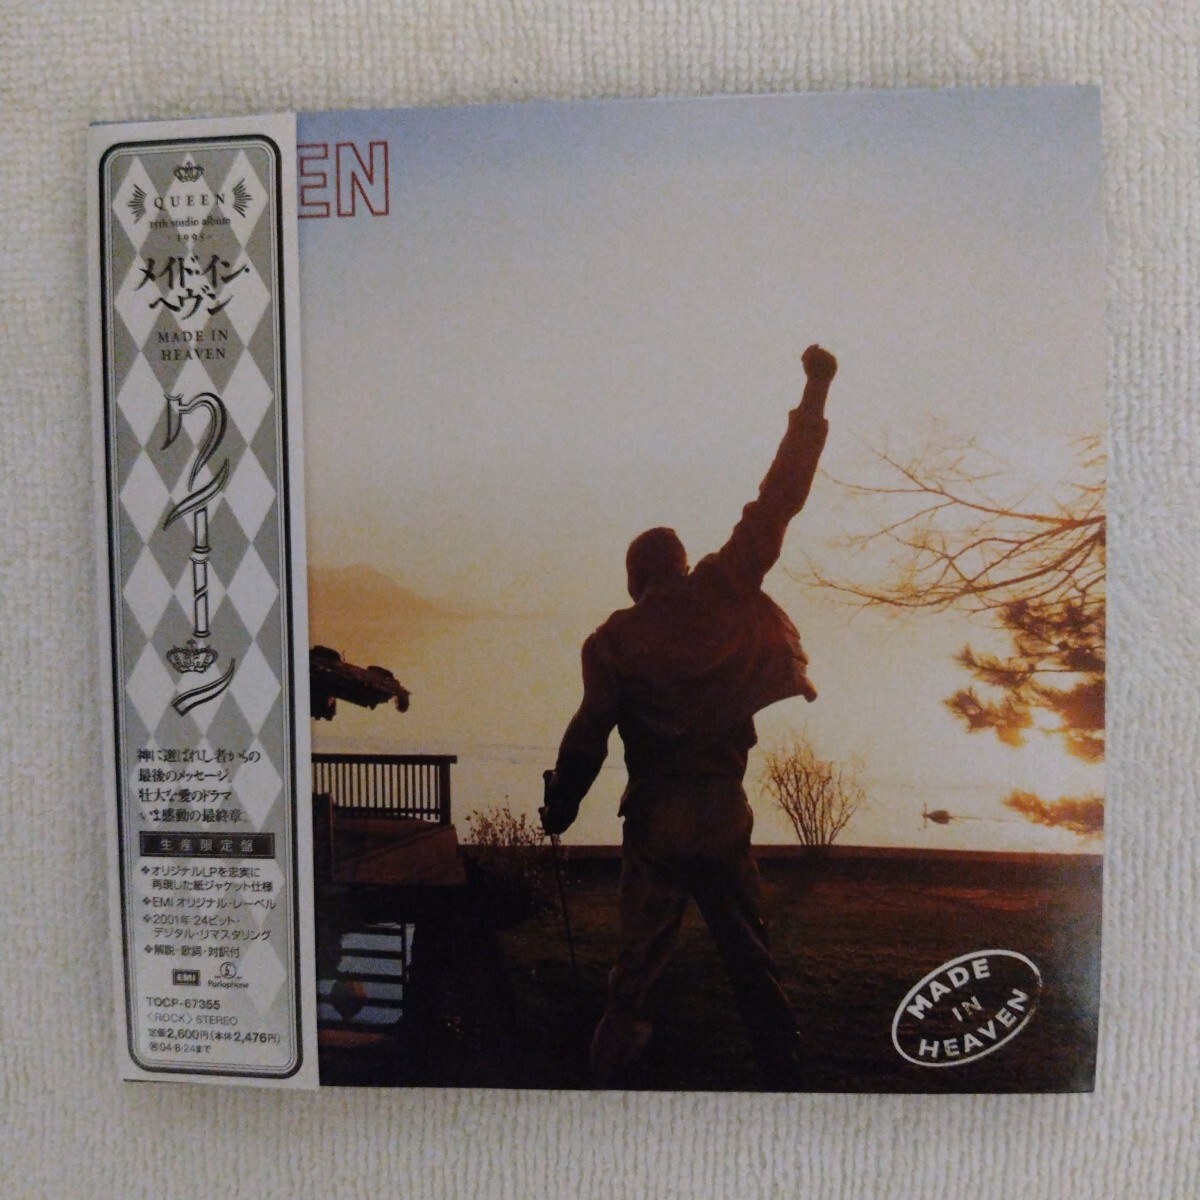 QUEEN
15th studio album
-1995-
メイド・イン・
ヘヴン
MADE IN
HEAVEN
クイーン
神に選ばれし者からの
最後のメッセージ。
壮大な愛のドラマ
いま感動の最終章。
生産限定盤
❖オリジナルLPを忠実に
再現した紙ジャケット仕様
❖EMIオリジナル・レーベル
❖2001年 24ビット・
デジタル・リマスタリング
❖解説・歌詞・対訳付
EMI
Parlophone
TOCP-67355
〈ROCK〉STEREO
定価2,600円(本体2,476円)
04・8・24まで
EN
MADE
IN
HEAVEN